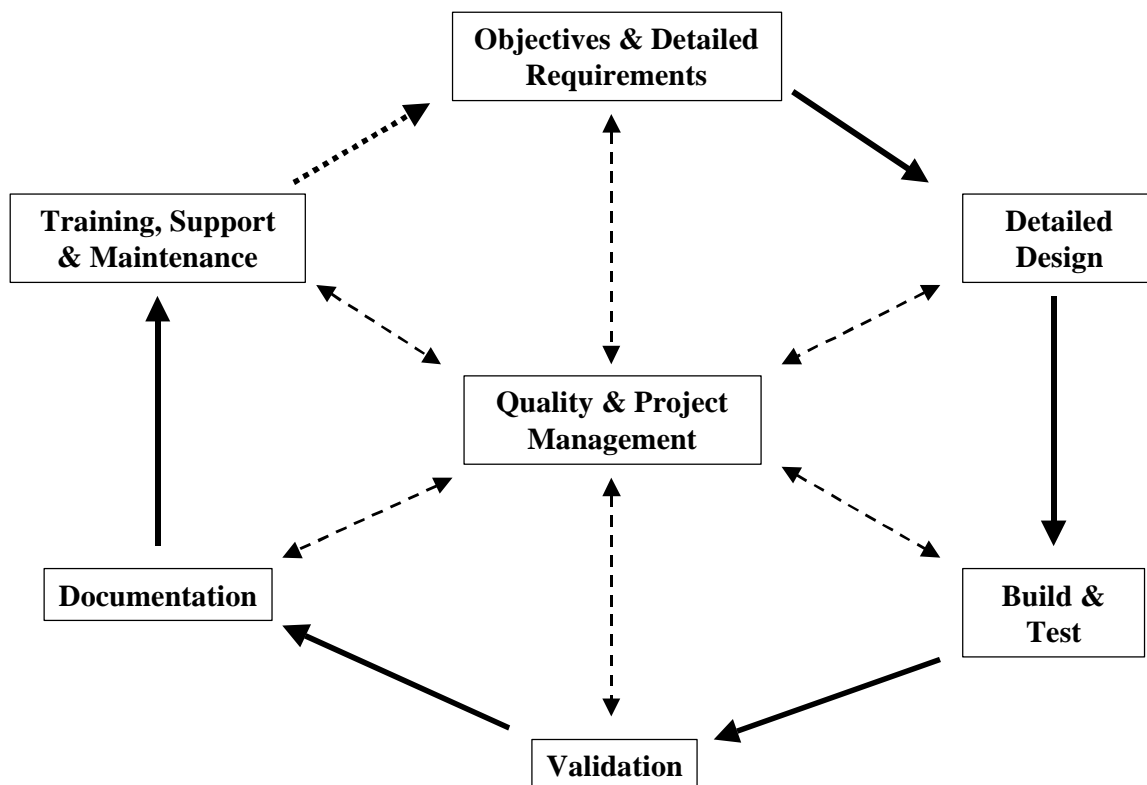 Objectives & Detailed
Requirements
Training, Support
& Maintenance
Detailed
Design
Quality & Project
Management
Documentation
Build &
Test
Validation